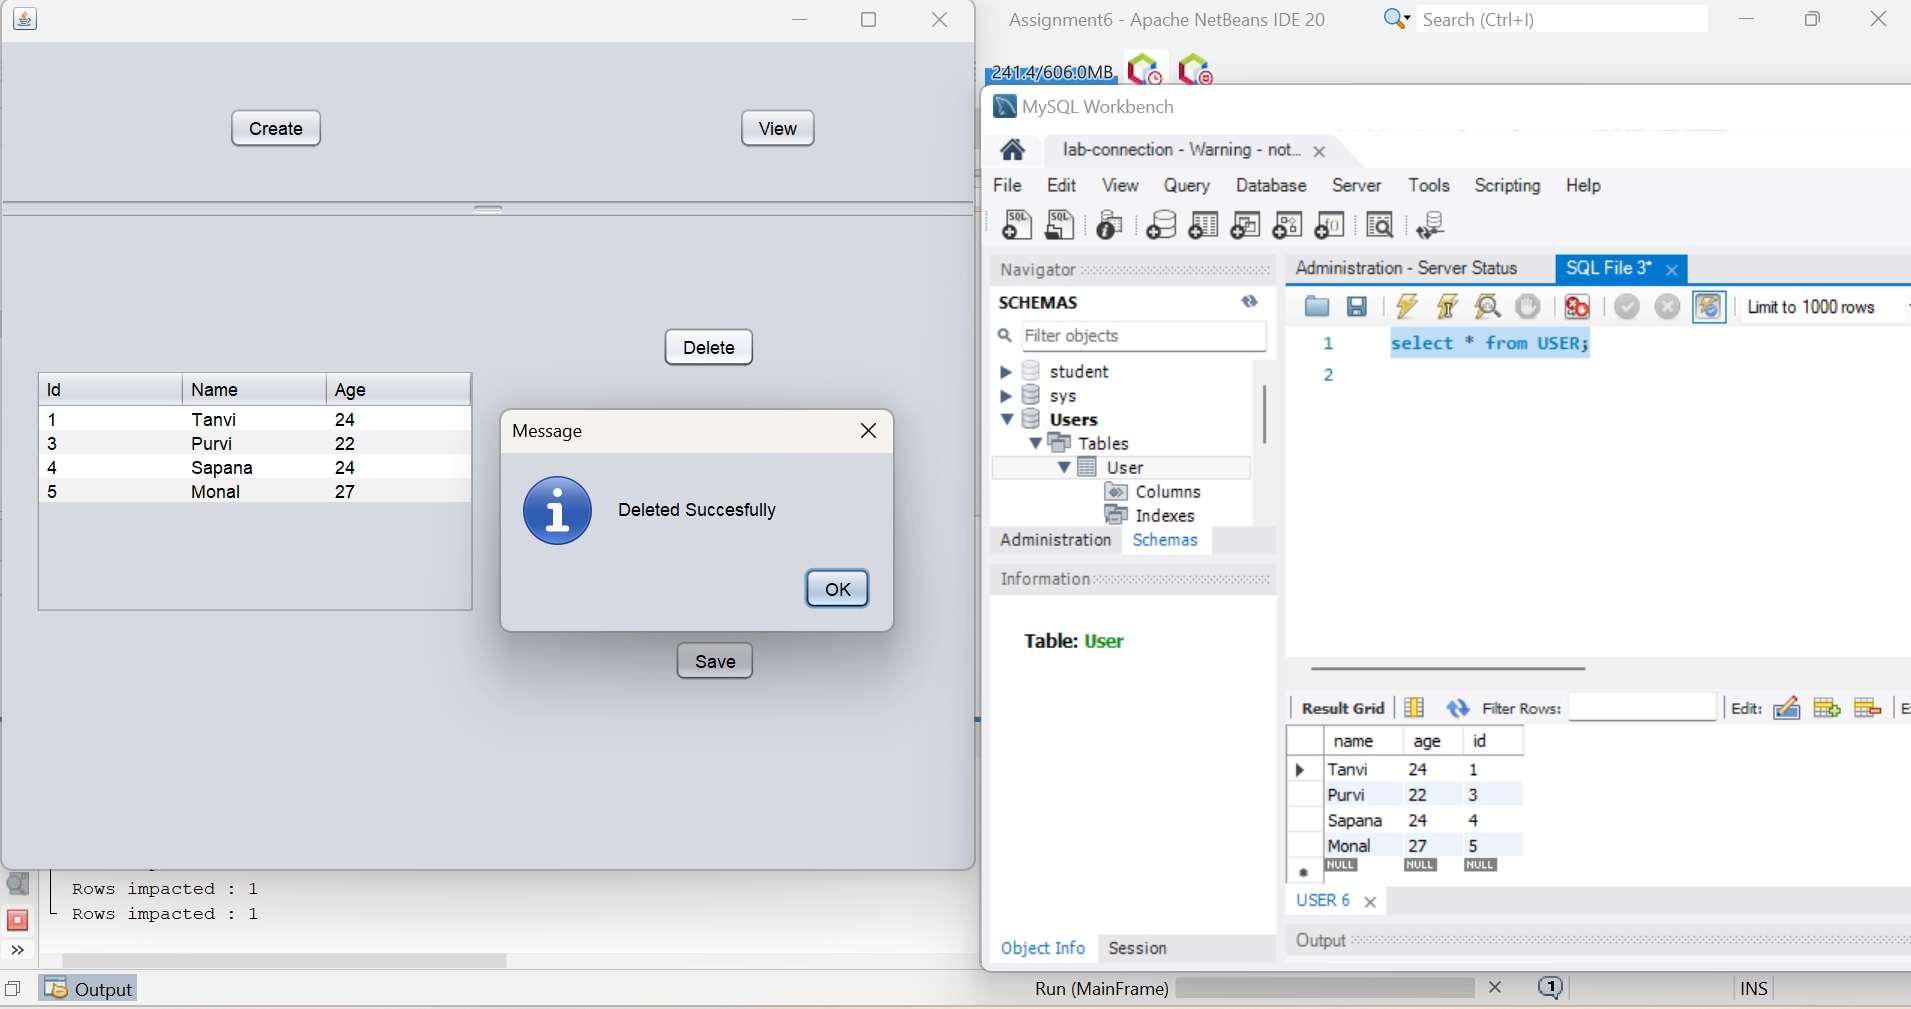 Create
View
Delete
Id Name Age
1 Tanvi 24
3 Purvi 22
4 Sapana 24
5 Monal 27
Message
Deleted Succesfully
OK
Save
Rows impacted : 1
Rows impacted : 1
Output
Assignment6 - Apache NetBeans IDE 20
Search (Ctrl+I)
241.4/606.0MB
MySQL Workbench
lab-connection - Warning - not...
File Edit View Query Database Server Tools Scripting Help
Navigator
SCHEMAS
Filter objects
student
sys
Users
Tables
User
Columns
Indexes
Administration Schemas
Information
Table: User
Object Info Session
Administration - Server Status SQL File 3*
Limit to 1000 rows
1 select * from USER;
2
Result Grid Filter Rows: Edit:
name age id
Tanvi 24 1
Purvi 22 3
Sapana 24 4
Monal 27 5
NULL NULL NULL
USER 6
Output
Run (MainFrame)
1
INS